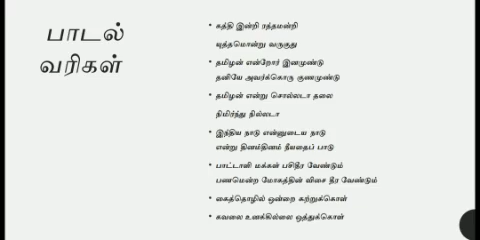 பாடல்
வரிகள்
• கத்தி இன்றி ரத்தமன்றி
யுத்தமொன்று வருகுது
• தமிழன் என்றோர் இனமுண்டு
தனியே அவர்க்கொரு குணமுண்டு
• தமிழன் என்று சொல்லடா தலை
நிமிர்ந்து நில்லடா
• இந்திய நாடு என்னுடைய நாடு
என்று தினம்தினம் நீயதைப் பாடு
• பாட்டாளி மக்கள் பசிதீர வேண்டும்
பணமென்ற மோகத்தின் விசை தீர வேண்டும்
• கைத்தொழில் ஒன்றை கற்றுக்கொள்
• கவலை உனக்கில்லை ஒத்துக்கொள்